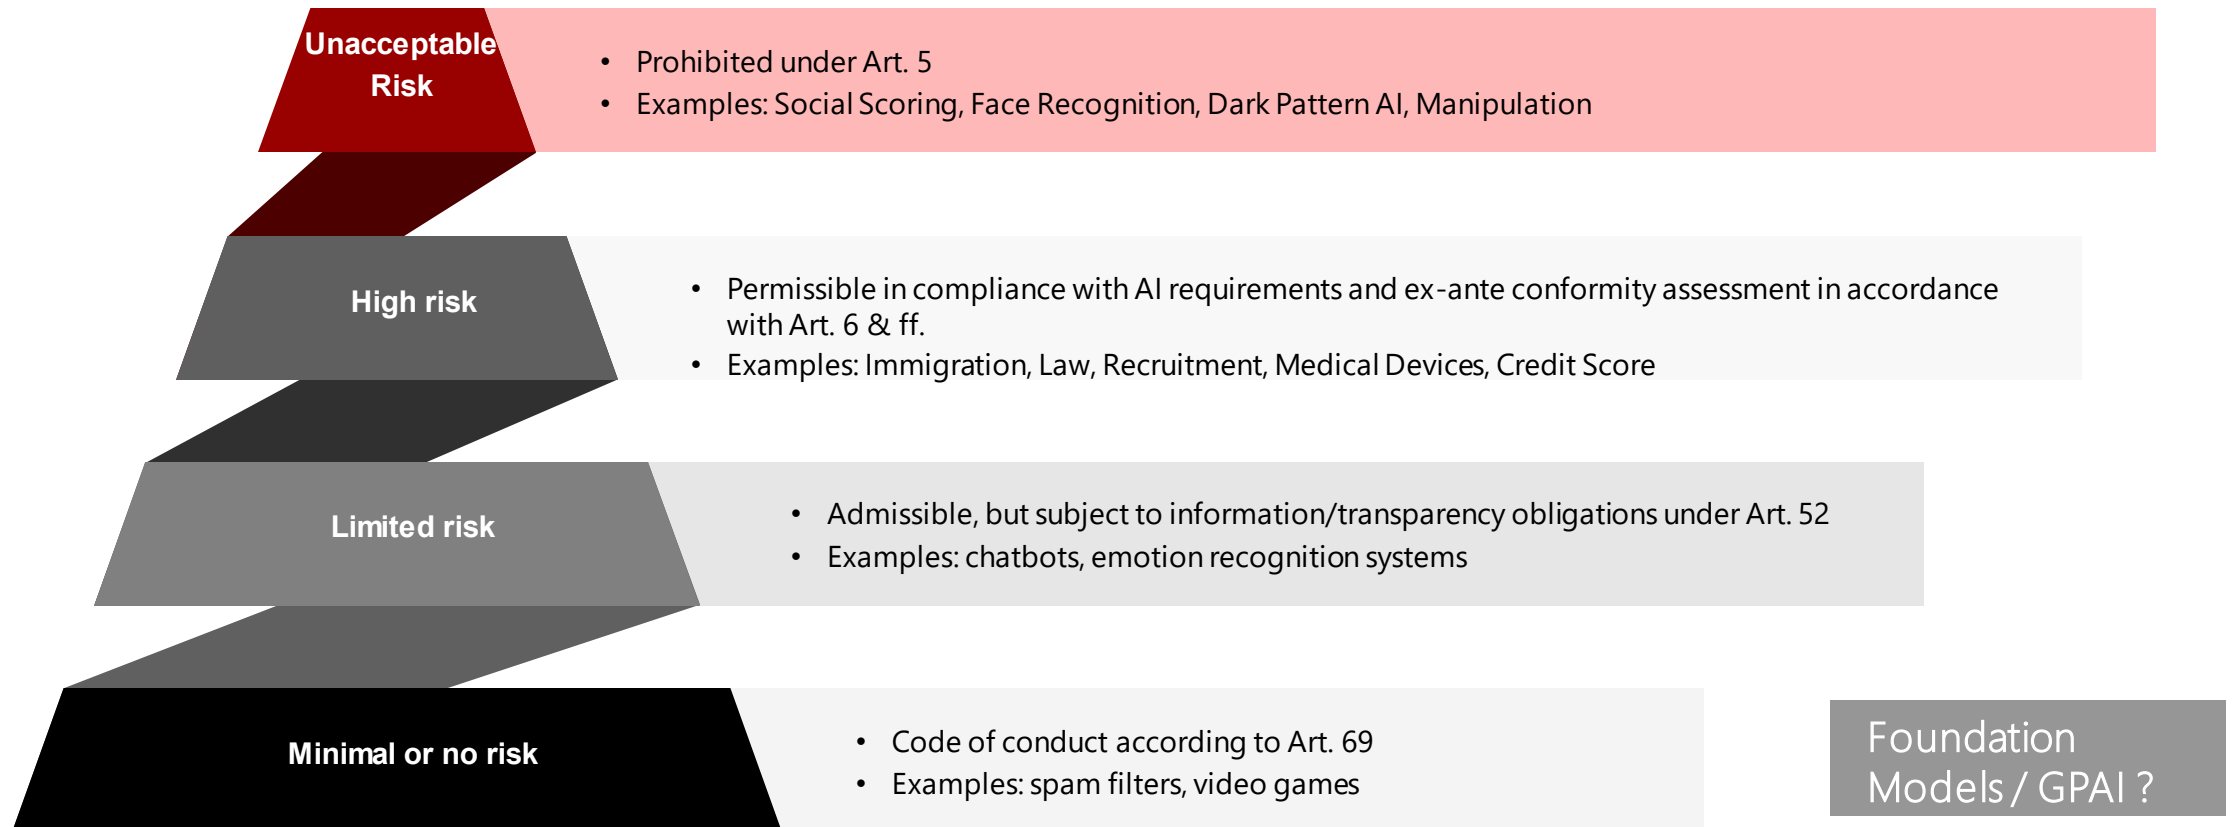 Unacceptable
Risk
• Prohibited under Art. 5
• Examples: Social Scoring, Face Recognition, Dark Pattern AI, Manipulation
High risk
• Permissible in compliance with AI requirements and ex-ante conformity assessment in accordance
with Art. 6 & ff.
• Examples: Immigration, Law, Recruitment, Medical Devices, Credit Score
Limited risk
• Admissible, but subject to information/transparency obligations under Art. 52
• Examples: chatbots, emotion recognition systems
Minimal or no risk
• Code of conduct according to Art. 69
• Examples: spam filters, video games
Foundation
Models / GPAI ?